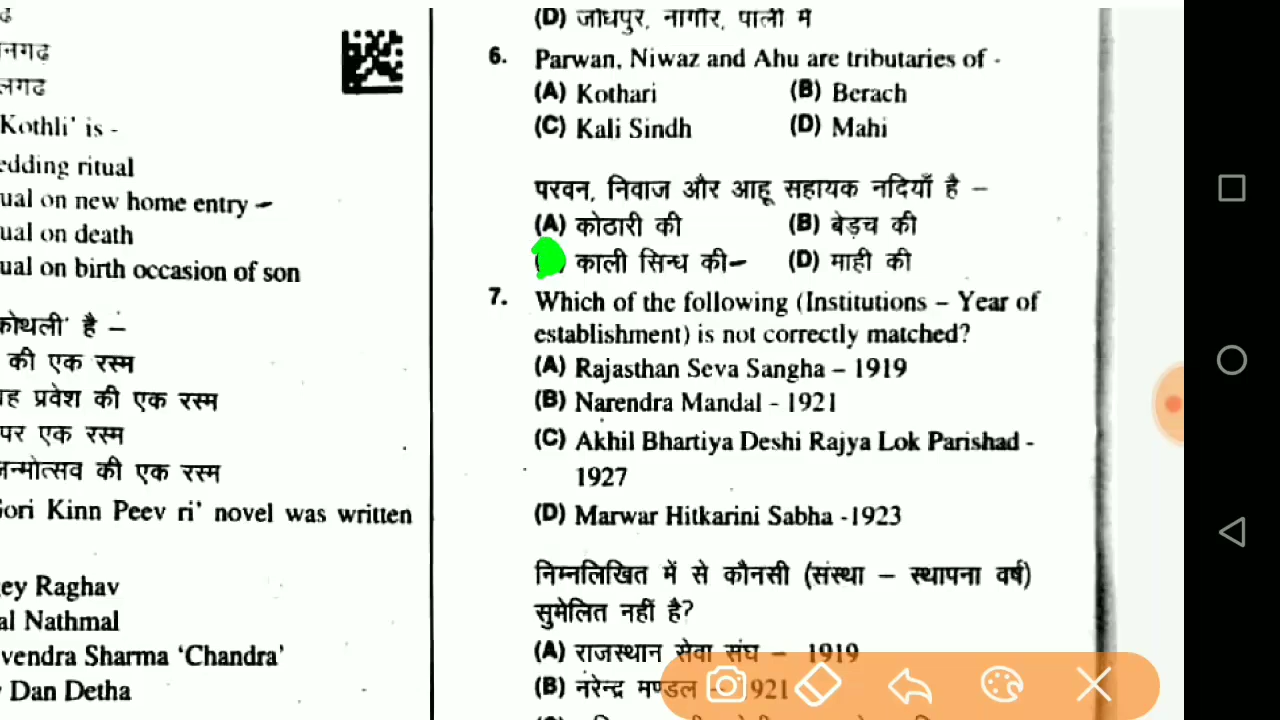 नगढ़
लगढ
Kothli' is -
edding ritual
ual on new home entry –
ual on death
ual on birth occasion of son
कोथली' है –
की एक रस्म
ह प्रवेश की एक रस्म
पर एक रस्म
जन्मोत्सव की एक रस्म
Gori Kinn Peev ri' novel was written
ey Raghav
al Nathmal
vendra Sharma 'Chandra'
Dan Detha
(D) जोधपुर, नागौर, पाली में
6. Parwan, Niwaz and Ahu are tributaries of -
(A) Kothari (B) Berach
(C) Kali Sindh (D) Mahi
परवन, निवाज और आहू सहायक नदियाँ है –
(A) कोठारी की (B) बेड़च की
काली सिन्ध की– (D) माही की
7. Which of the following (Institutions – Year of
establishment) is not correctly matched?
(A) Rajasthan Seva Sangha – 1919
(B) Narendra Mandal - 1921
(C) Akhil Bhartiya Deshi Rajya Lok Parishad -
1927
(D) Marwar Hitkarini Sabha -1923
निम्नलिखित में से कौनसी (संस्था – स्थापना वर्ष)
सुमेलित नहीं है?
(A) राजस्थान सेवा संघ – 1919
(B) नरेन्द्र मण्डल – 1921